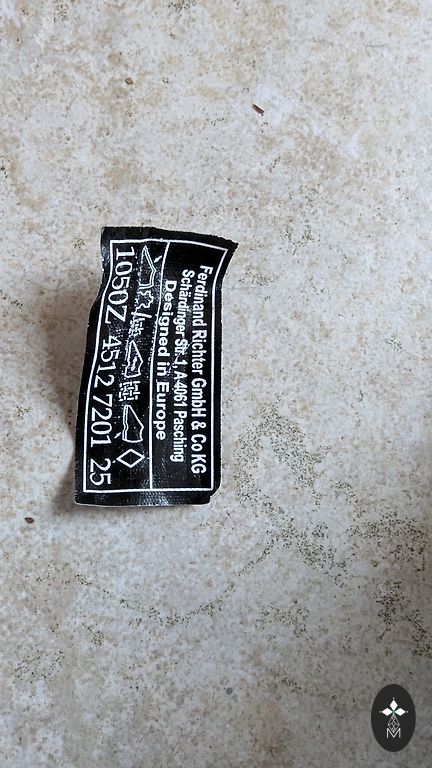 Ferdinand Richter GmbH & Co KG
Schärdinger Str. 1, A 4061 Pasching
Designed in Europe
1050Z 4512 7201 25
M